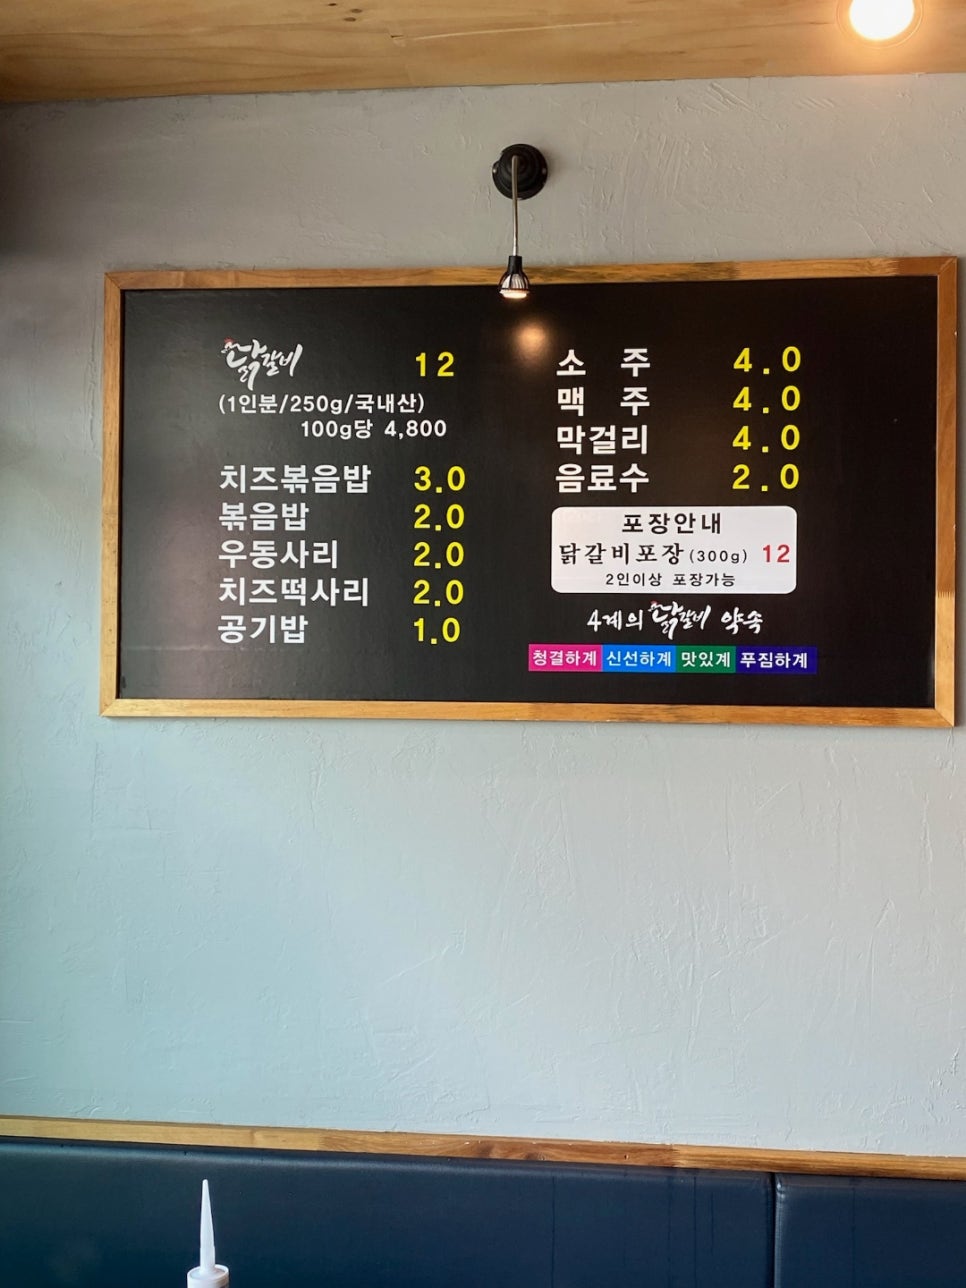 닭갈비 12
(1인분/250g/국내산)
100g당 4,800
치즈볶음밥 3.0
볶음밥 2.0
우동사리 2.0
치즈떡사리 2.0
공기밥 1.0
소 주 4.0
맥 주 4.0
막걸리 4.0
음료수 2.0
포장안내
닭갈비포장 (300g) 12
2인이상 포장가능
4계의 닭갈비 약속
청결하계 신선하계 맛있계 푸짐하계